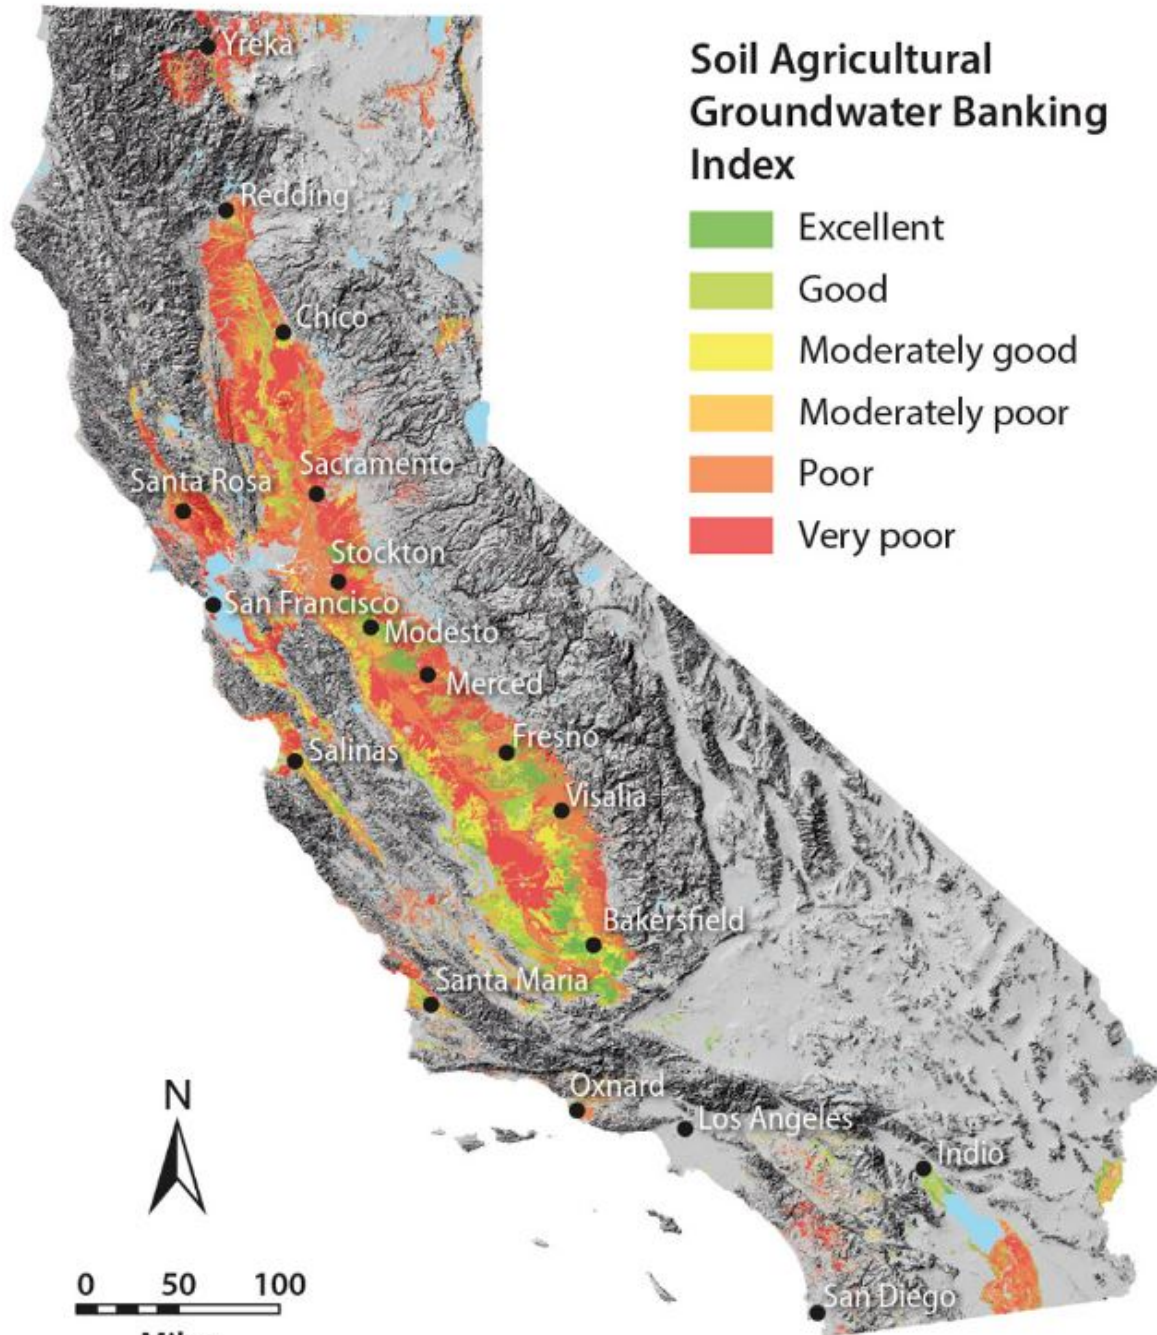 Soil Agricultural
Groundwater Banking
Index
Excellent
Good
Moderately good
Moderately poor
Poor
Very poor
Yreka
Redding
Chico
Sacramento
Santa Rosa
Stockton
San Francisco
Modesto
Merced
Fresno
Salinas
Visalia
Bakersfield
Santa Maria
Oxnard
Los Angeles
Indio
San Diego
N
0 50 100
Miles